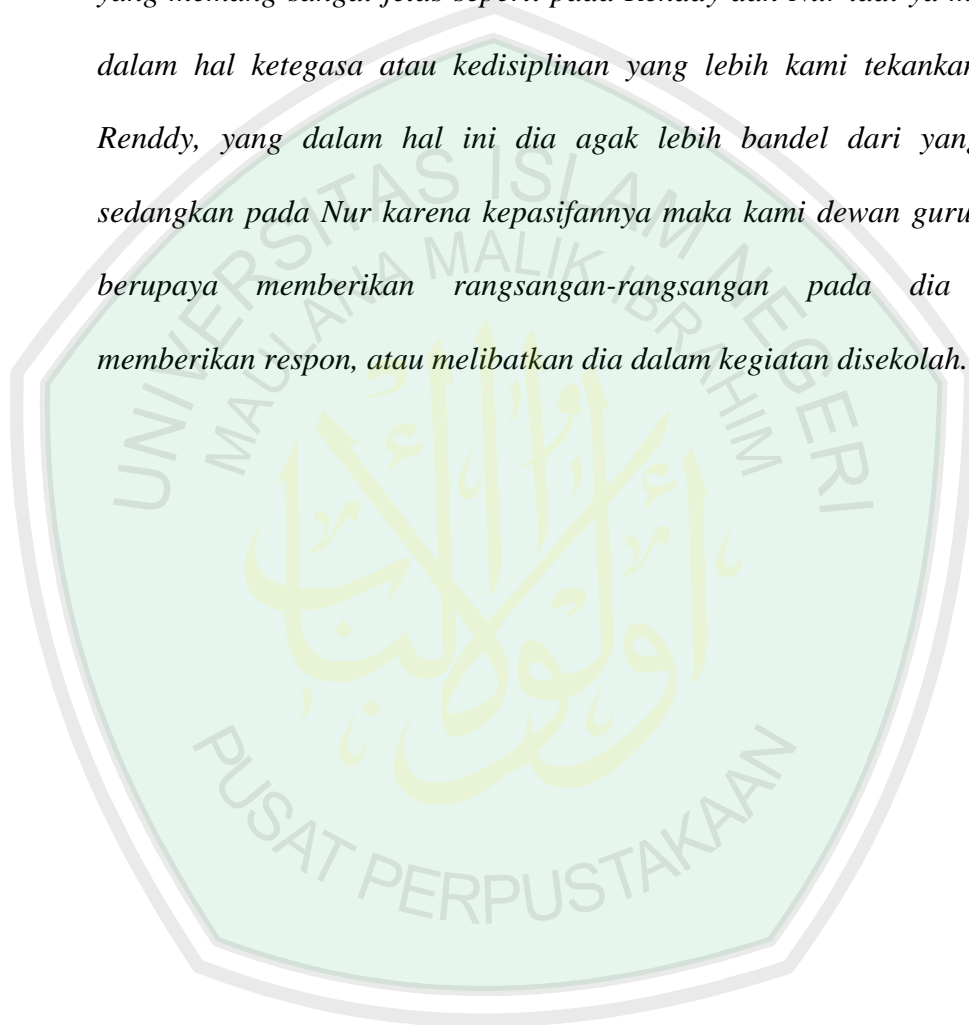 dalam hal ketegasa atau kedisiplinan yang lebih kami tekankan
Renddy, yang dalam hal ini dia agak lebih bandel dari yang
sedangkan pada Nur karena kepasifannya maka kami dewan guru
berupaya memberikan rangsangan-rangsangan pada dia
memberikan respon, atau melibatkan dia dalam kegiatan disekolah.
UNIVERSITAS ISLAM NEGERI
MAULANA MALIK IBRAHIM
أولوا الألباب
PUSAT PERPUSTAKAAN